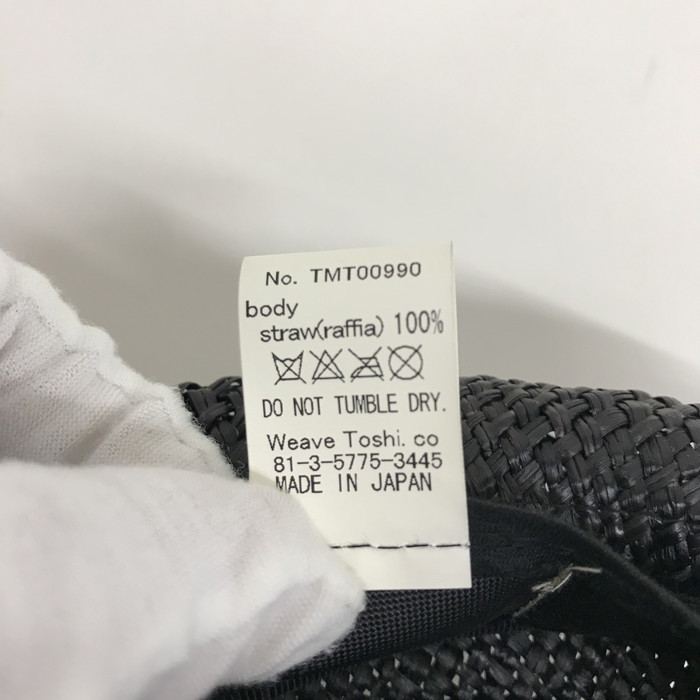 No. TMT00990
body
straw(raffia) 100%
DO NOT TUMBLE DRY.
Weave Toshi. co
81-3-5775-3445
MADE IN JAPAN